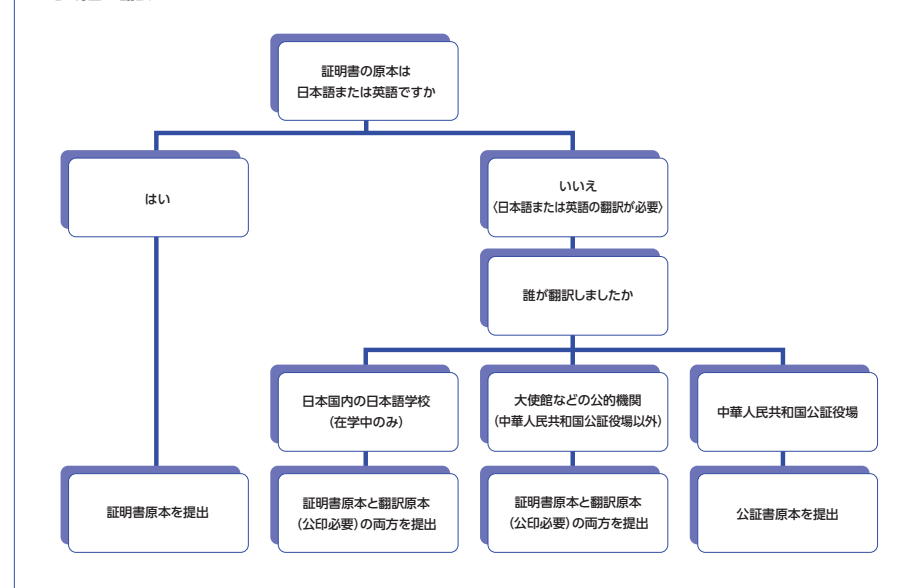 証明書の原本は
日本語または英語ですか
はい
いいえ
〈日本語または英語の翻訳が必要〉
誰が翻訳しましたか
日本国内の日本語学校
(在学中のみ)
大使館などの公的機関
(中華人民共和国公証役場以外)
中華人民共和国公証役場
証明書原本を提出
証明書原本と翻訳原本
(公印必要)の両方を提出
証明書原本と翻訳原本
(公印必要)の両方を提出
公証書原本を提出